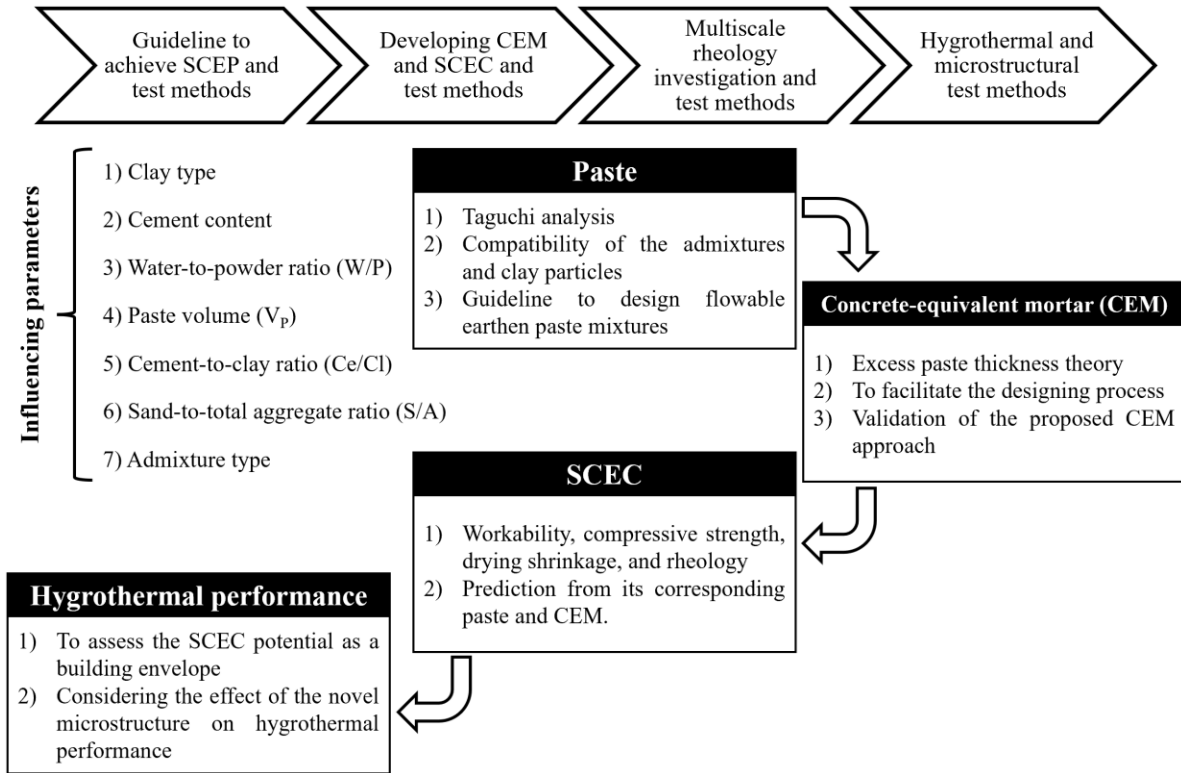 Guideline to
achieve SCEP and
test methods
Developing CEM
and SCEC and
test methods
Multiscale
rheology
investigation and
test methods
Hygrothermal and
microstructural
test methods
Influencing parameters
1) Clay type
2) Cement content
3) Water-to-powder ratio (W/P)
4) Paste volume (VP)
5) Cement-to-clay ratio (Ce/Cl)
6) Sand-to-total aggregate ratio (S/A)
7) Admixture type
Paste
1) Taguchi analysis
2) Compatibility of the admixtures
and clay particles
3) Guideline to design flowable
earthen paste mixtures
Concrete-equivalent mortar (CEM)
1) Excess paste thickness theory
2) To facilitate the designing process
3) Validation of the proposed CEM
approach
SCEC
1) Workability, compressive strength,
drying shrinkage, and rheology
2) Prediction from its corresponding
paste and CEM.
Hygrothermal performance
1) To assess the SCEC potential as a
building envelope
2) Considering the effect of the novel
microstructure on hygrothermal
performance